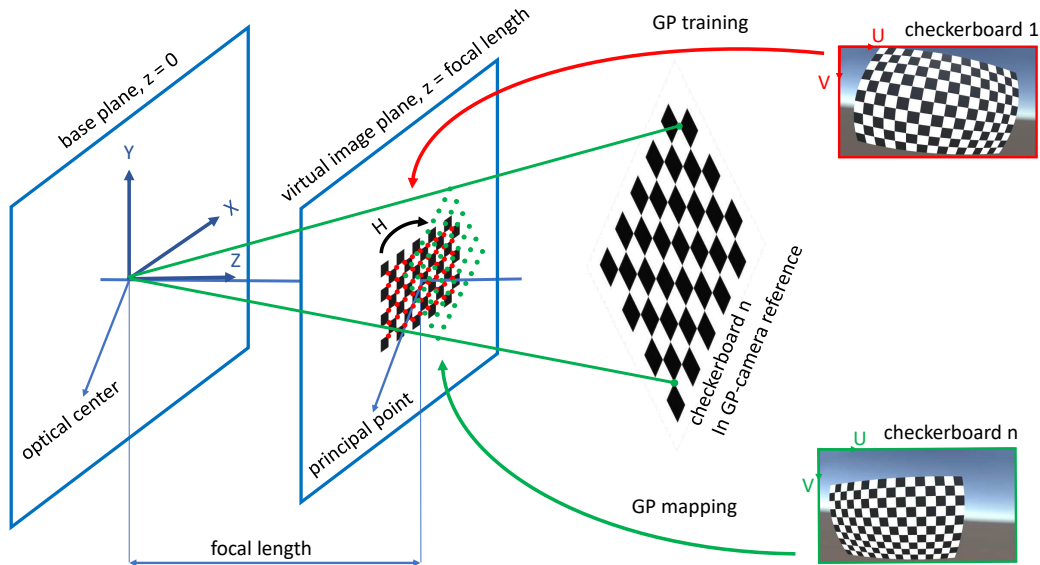 GP training
checkerboard 1
U
V
base plane, z = 0
virtual image plane, z = focal length
Y
X
Z
H
optical center
principal point
checkerboard n
In GP-camera reference
checkerboard n
U
V
GP mapping
focal length